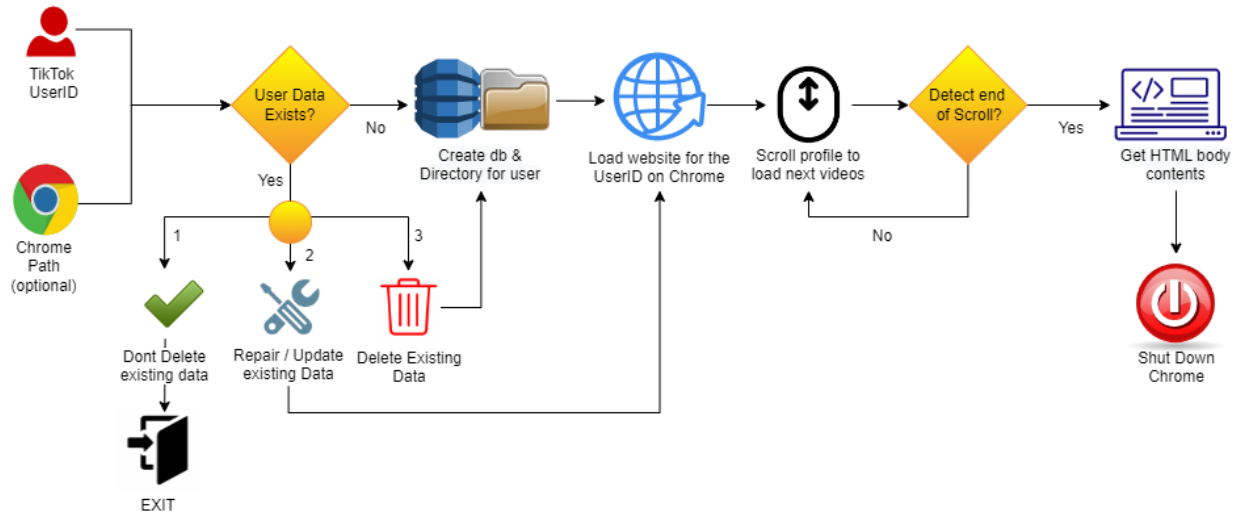 TikTok
UserID
Chrome
Path
(optional)
User Data
Exists?
No
Yes
1
2
3
Dont Delete
existing data
EXIT
Repair / Update
existing Data
Delete Existing
Data
Create db &
Directory for user
Load website for the
UserID on Chrome
Scroll profile to
load next videos
Detect end
of Scroll?
No
Yes
Get HTML body
contents
Shut Down
Chrome